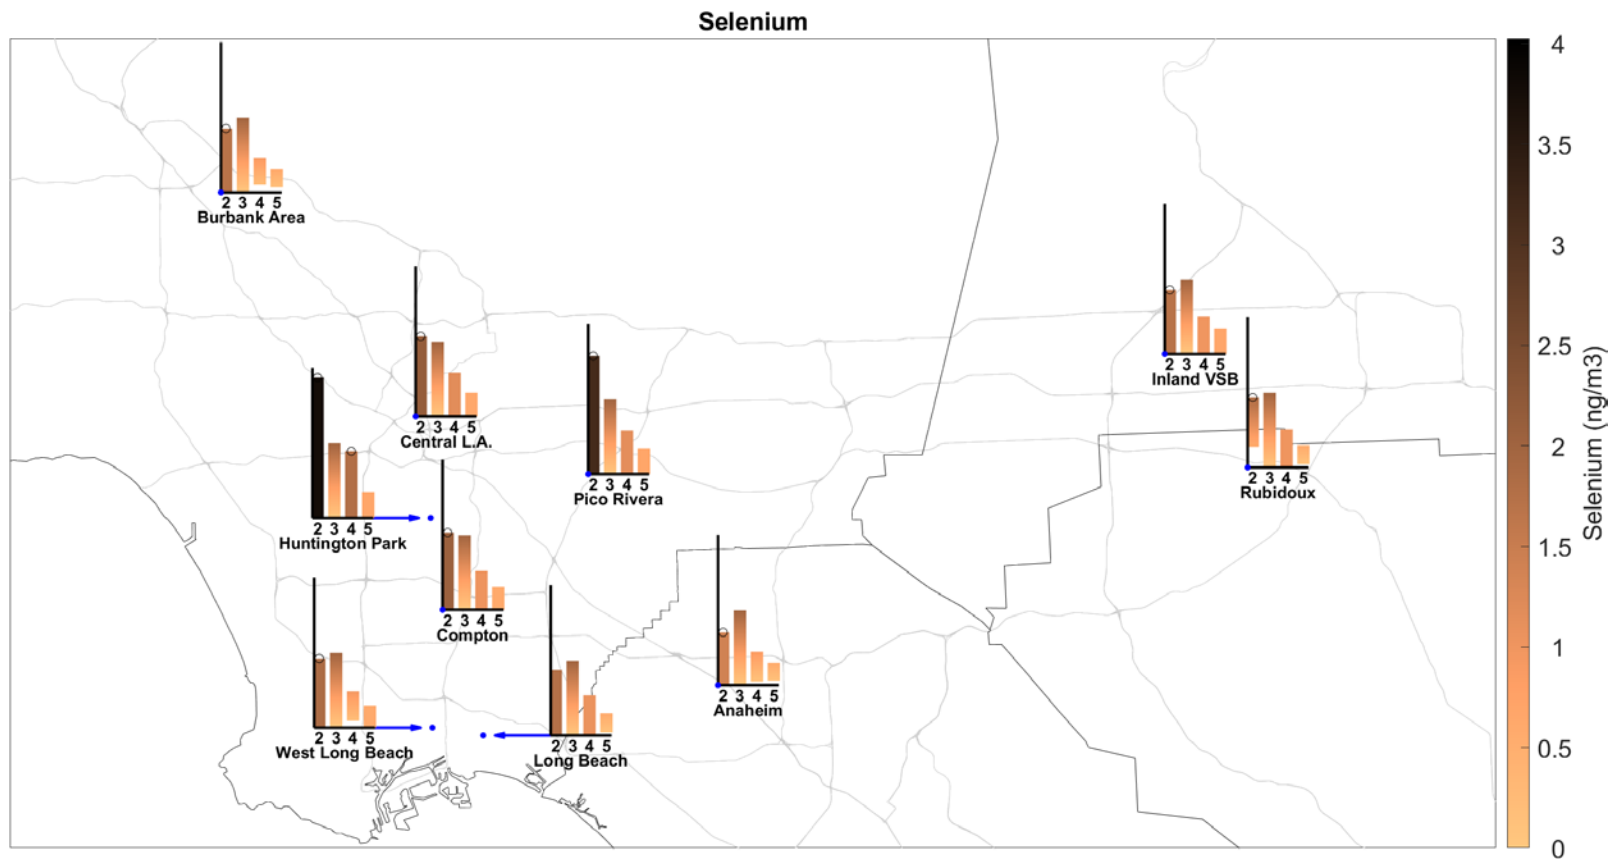 Selenium
2 3 4 5
Burbank Area
2 3 4 5
Central L.A.
2 3 4 5
Huntington Park
2 3 4 5
Pico Rivera
2 3 4 5
Inland VSB
2 3 4 5
Rubidoux
2 3 4 5
Compton
2 3 4 5
West Long Beach
2 3 4 5
Long Beach
2 3 4 5
Anaheim
4
3.5
3
2.5
2
1.5
1
0.5
0
Selenium (ng/m3)